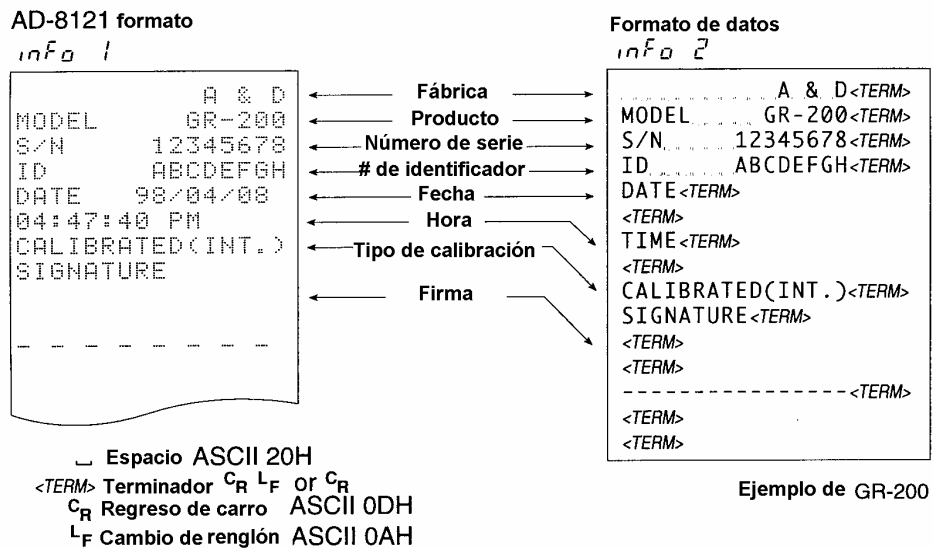 AD-8121 formato
info 1
A & D
MODEL GR-200
S/N 12345678
ID ABCDEFGH
DATE 98/04/08
04:47:40 PM
CALIBRATED(INT.)
SIGNATURE
- - - - - - - -
Fábrica
Producto
Número de serie
# de identificador
Fecha
Hora
Tipo de calibración
Firma
Formato de datos
info 2
A & D<TERM>
MODEL GR-200<TERM>
S/N 12345678<TERM>
ID ABCDEFGH<TERM>
DATE<TERM>
<TERM>
TIME<TERM>
<TERM>
CALIBRATED(INT.)<TERM>
SIGNATURE<TERM>
<TERM>
<TERM>
----------------<TERM>
<TERM>
<TERM>
␣ Espacio ASCII 20H
<TERM> Terminador CR LF or CR
CR Regreso de carro ASCII 0DH
LF Cambio de renglón ASCII 0AH
Ejemplo de GR-200